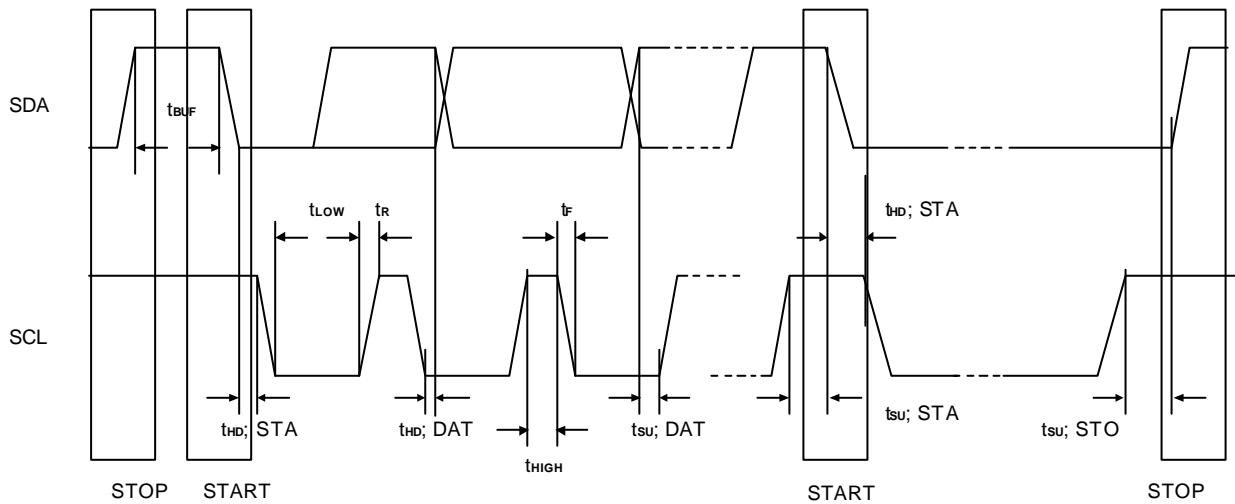 SDA
tBUF
tLOW
tR
tF
tHD; STA
SCL
tHD; STA
tHD; DAT
tHIGH
tSU; DAT
tSU; STA
tSU; STO
STOP
START
START
STOP